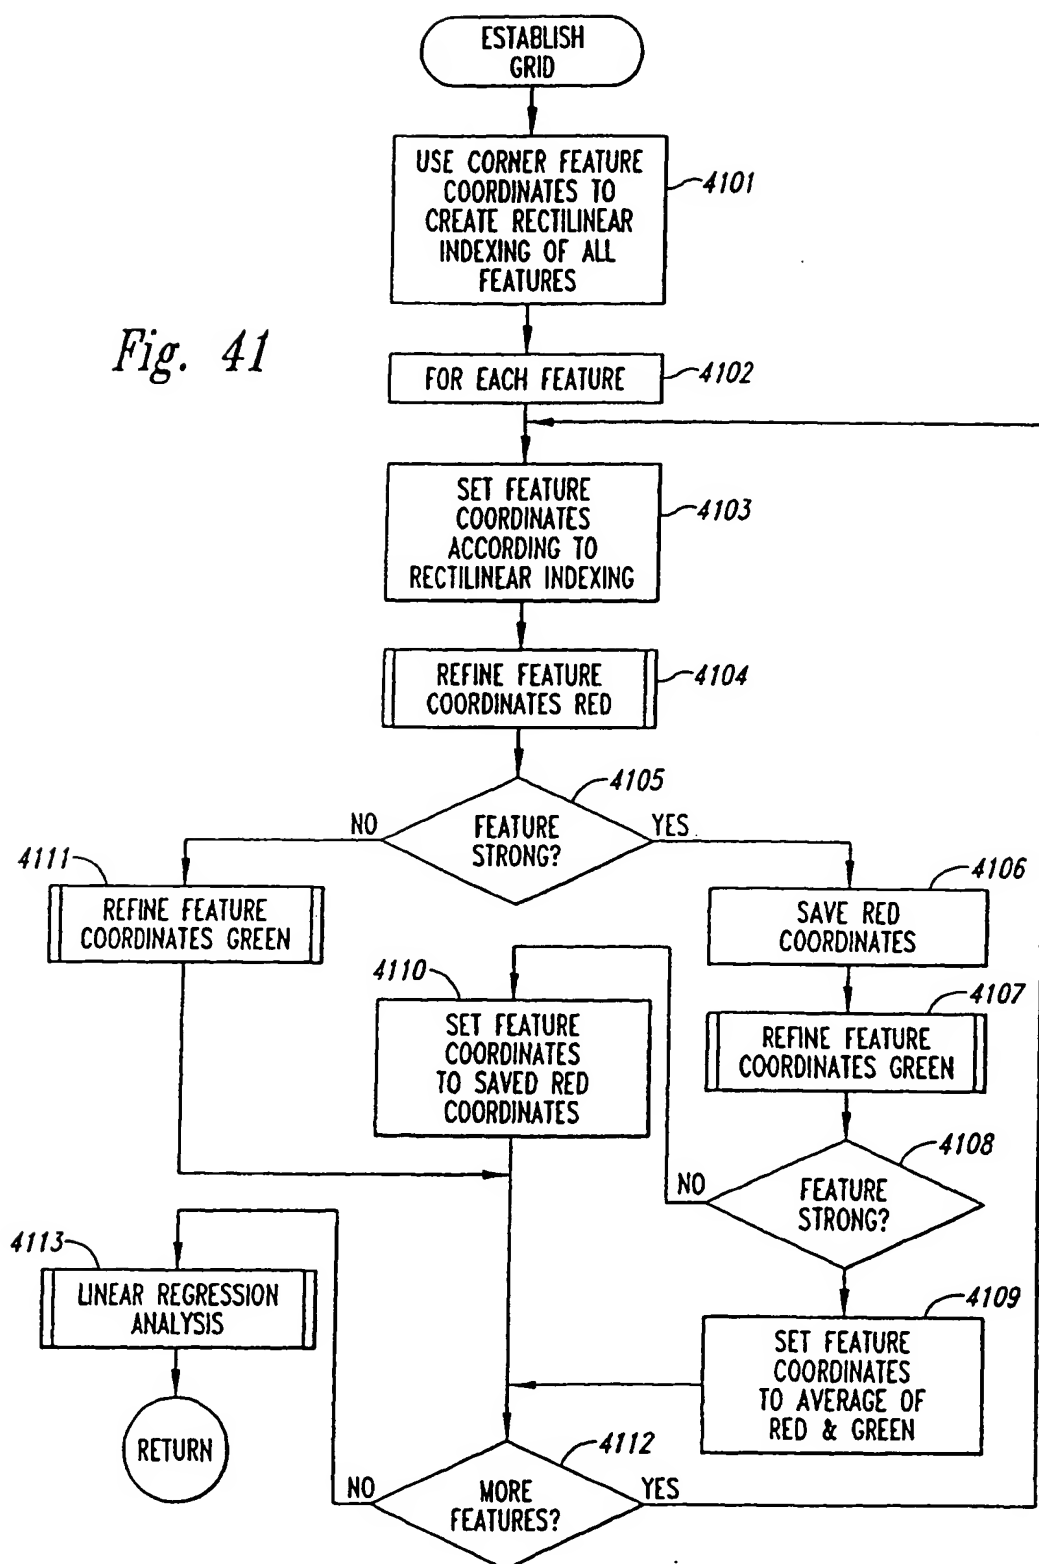 ESTABLISH
GRID
USE CORNER FEATURE
COORDINATES TO
CREATE RECTILINEAR
INDEXING OF ALL
FEATURES
4101
Fig. 41
FOR EACH FEATURE
4102
SET FEATURE
COORDINATES
ACCORDING TO
RECTILINEAR INDEXING
4103
REFINE FEATURE
COORDINATES RED
4104
4105
NO
FEATURE
STRONG?
YES
4111
REFINE FEATURE
COORDINATES GREEN
4106
SAVE RED
COORDINATES
4110
SET FEATURE
COORDINATES
TO SAVED RED
COORDINATES
4107
REFINE FEATURE
COORDINATES GREEN
4108
NO
FEATURE
STRONG?
4113
LINEAR REGRESSION
ANALYSIS
4109
SET FEATURE
COORDINATES
TO AVERAGE OF
RED & GREEN
RETURN
4112
NO
MORE
FEATURES?
YES